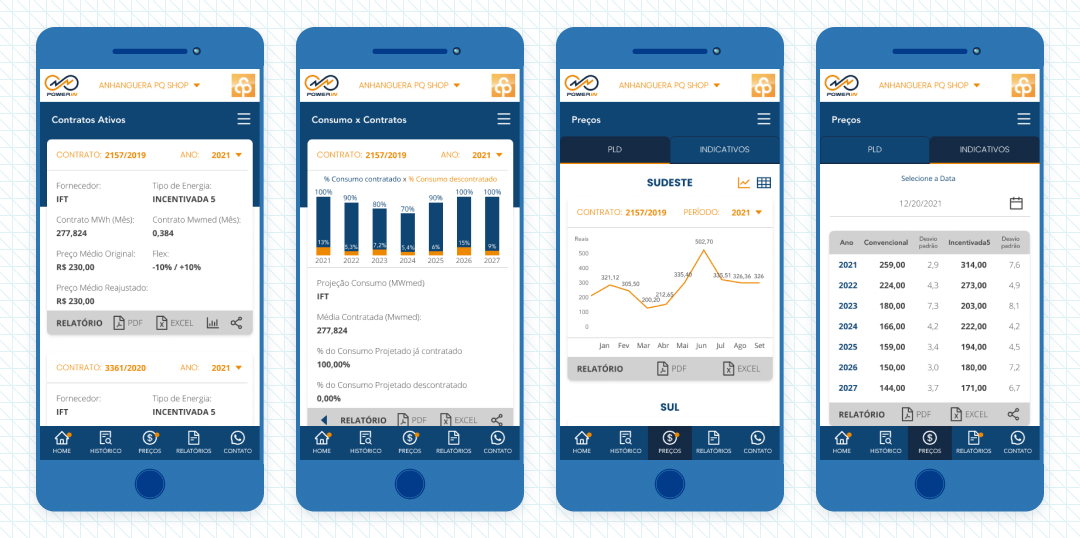 POWERIN
ANHANGUERA PQ SHOP
Contratos Ativos
CONTRATO: 2157/2019 ANO: 2021
Fornecedor: Tipo de Energia:
IFT INCENTIVADA 5
Contrato MWh (Mês): Contrato Mwmed (Mês):
277,824 0,384
Preço Médio Original: Flex:
R$ 230,00 -10% / +10%
Preço Médio Reajustado:
R$ 230,00
RELATÓRIO PDF EXCEL
CONTRATO: 3361/2020 ANO: 2021
Fornecedor: Tipo de Energia:
IFT INCENTIVADA 5
HOME HISTÓRICO PREÇOS RELATÓRIOS CONTATO
POWERIN
ANHANGUERA PQ SHOP
Consumo x Contratos
CONTRATO: 2157/2019 ANO: 2021
% Consumo contratado x % Consumo descontratado
100% 90% 80% 70% 90% 100% 100%
13% 5,3% 7,2% 5,4% 6% 15% 9%
2021 2022 2023 2024 2025 2026 2027
Projeção Consumo (MWmed)
IFT
Média Contratada (Mwmed):
277,824
% do Consumo Projetado já contratado
100,00%
% do Consumo Projetado descontratado
0,00%
RELATÓRIO PDF EXCEL
HOME HISTÓRICO PREÇOS RELATÓRIOS CONTATO
POWERIN
ANHANGUERA PQ SHOP
Preços
PLD INDICATIVOS
SUDESTE
CONTRATO: 2157/2019 PERÍODO: 2021
Reais
500
400
300
200
100
0
321,12 305,50 200,20 212,65 335,40 502,70 335,51 326,36 326
Jan Fev Mar Abr Mai Jun Jul Ago Set
RELATÓRIO PDF EXCEL
SUL
HOME HISTÓRICO PREÇOS RELATÓRIOS CONTATO
POWERIN
ANHANGUERA PQ SHOP
Preços
PLD INDICATIVOS
Selecione a Data
12/20/2021
Ano Convencional Desvio padrão Incentivada5 Desvio padrão
2021 259,00 2,9 314,00 7,6
2022 224,00 4,3 273,00 4,9
2023 180,00 7,3 203,00 8,1
2024 166,00 4,2 222,00 4,2
2025 159,00 3,4 194,00 4,5
2026 150,00 3,0 180,00 7,2
2027 144,00 3,7 171,00 6,7
RELATÓRIO PDF EXCEL
HOME HISTÓRICO PREÇOS RELATÓRIOS CONTATO